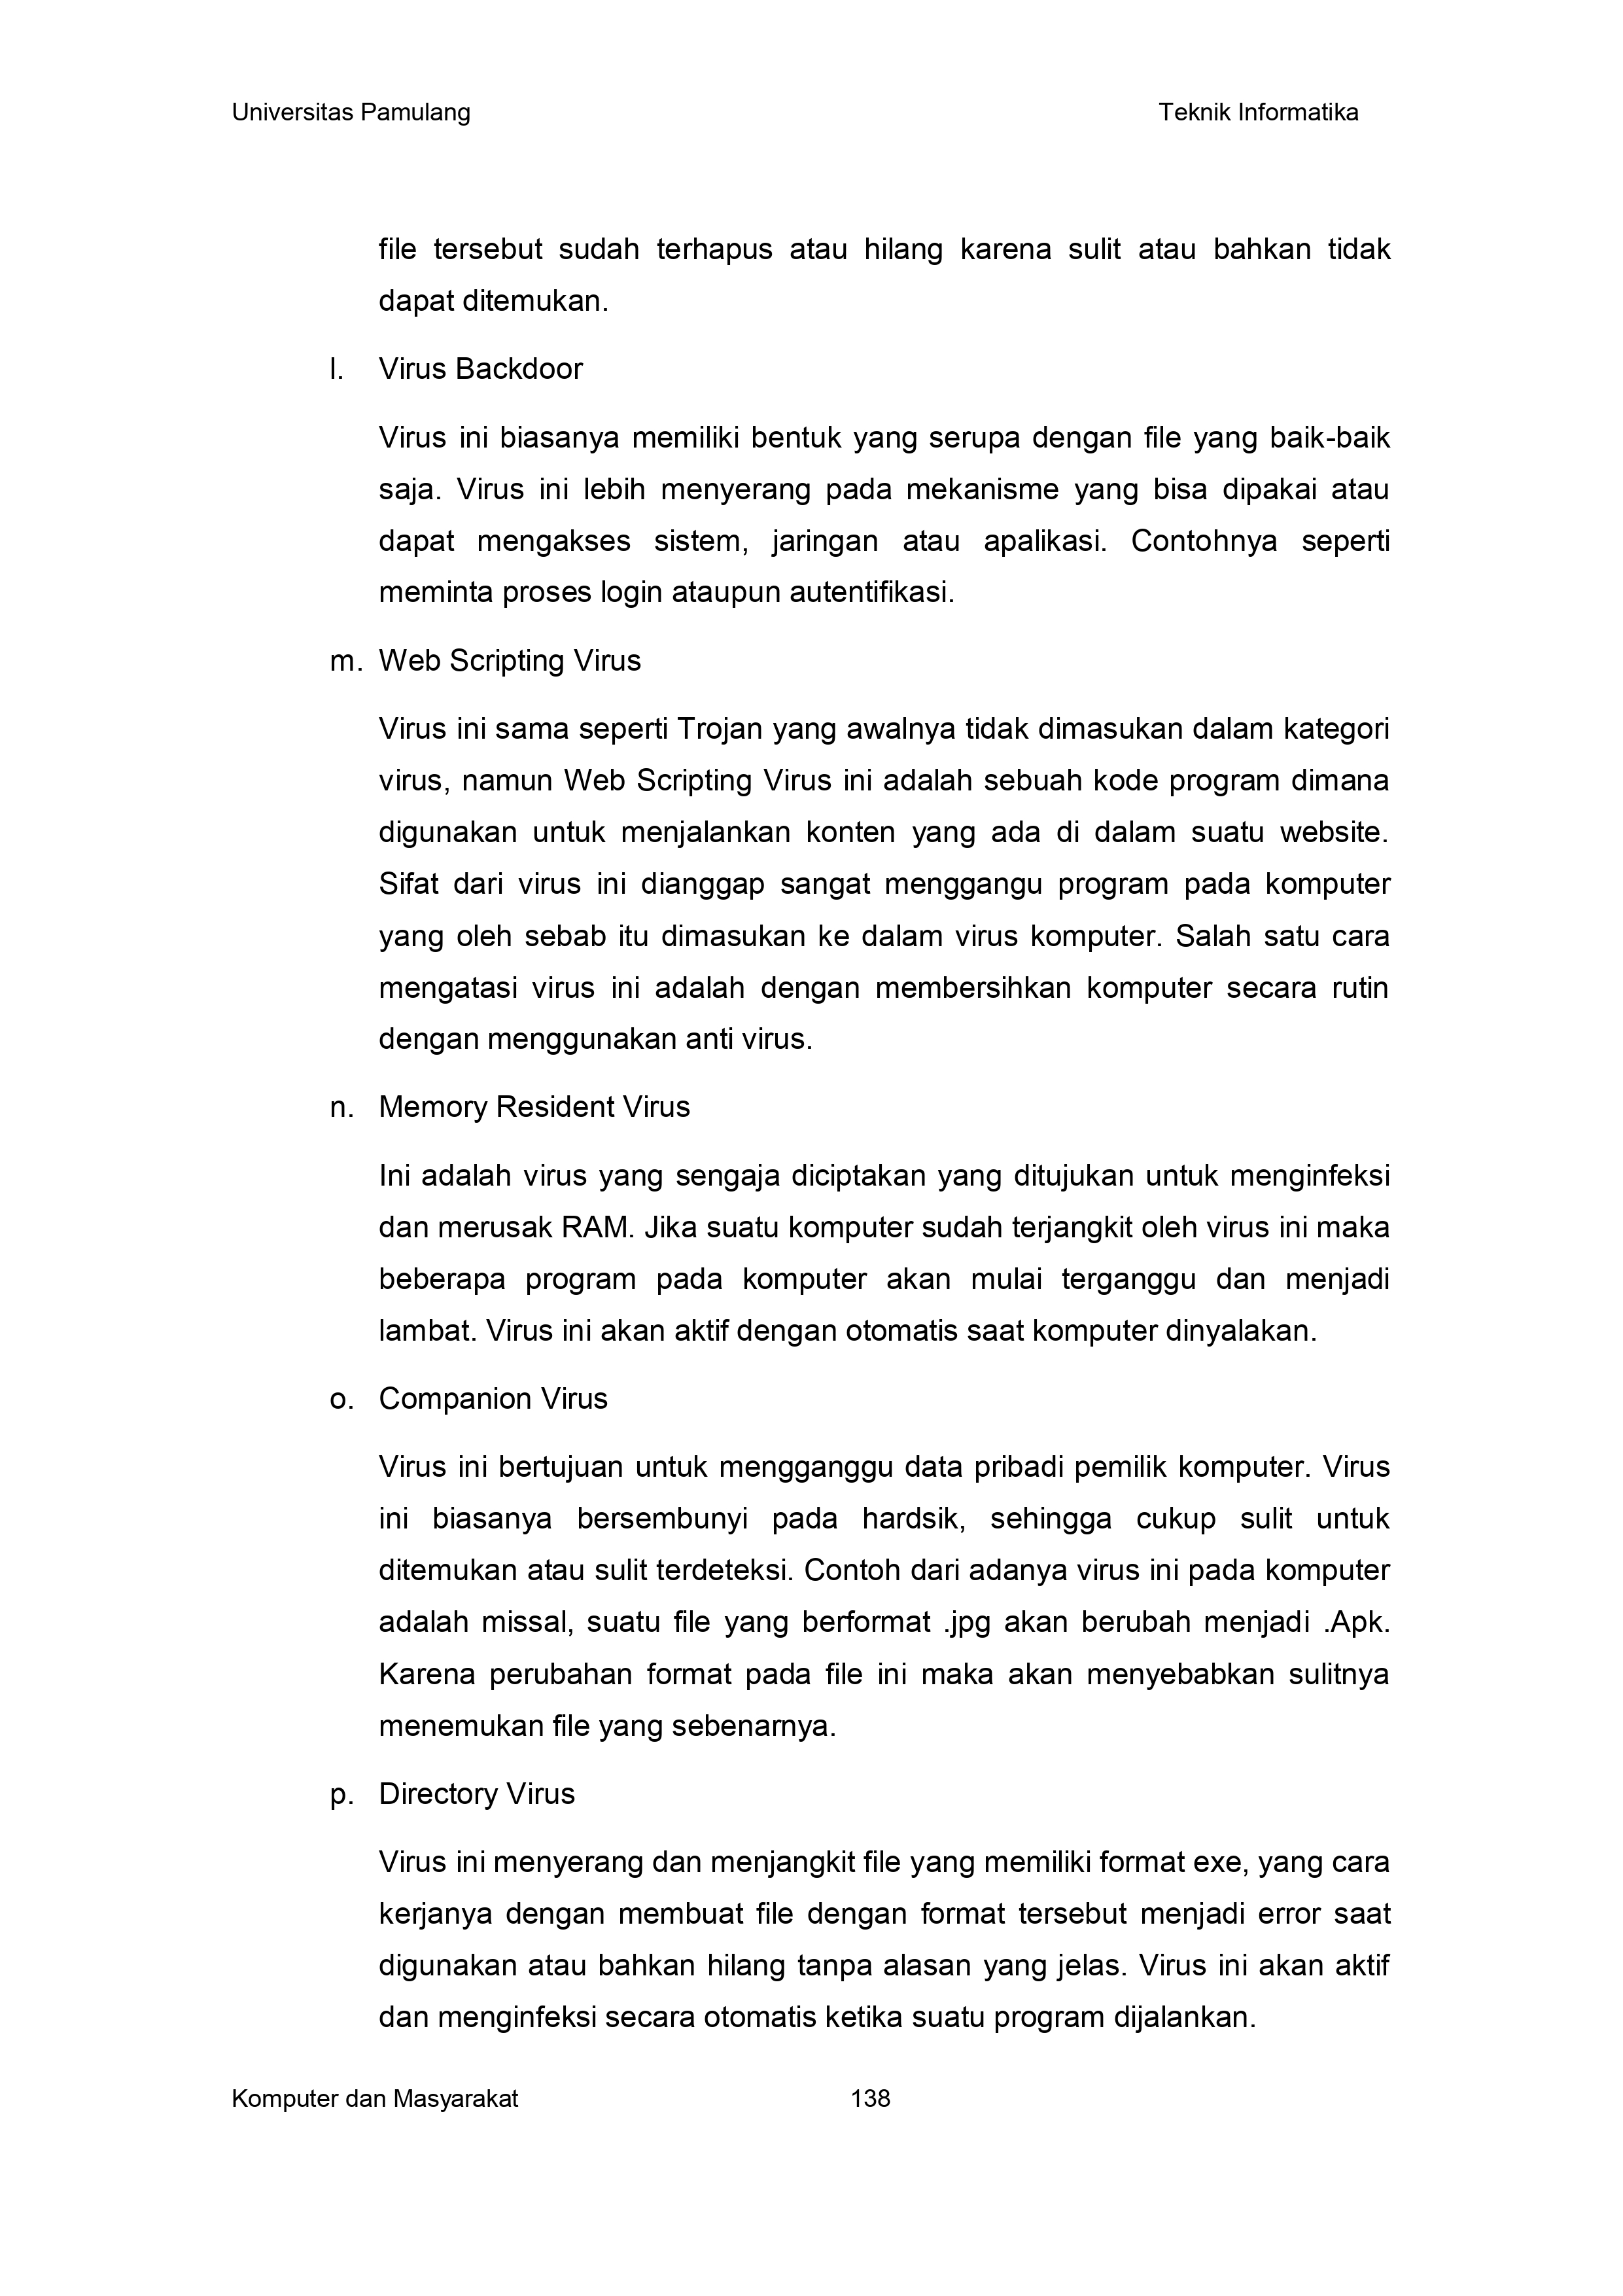 Universitas Pamulang Teknik Informatika
file tersebut sudah terhapus atau hilang karena sulit atau bahkan tidak
dapat ditemukan.
l. Virus Backdoor
Virus ini biasanya memiliki bentuk yang serupa dengan file yang baik-baik
saja. Virus ini lebih menyerang pada mekanisme yang bisa dipakai atau
dapat mengakses sistem, jaringan atau apalikasi. Contohnya seperti
meminta proses login ataupun autentifikasi.
m. Web Scripting Virus
Virus ini sama seperti Trojan yang awalnya tidak dimasukan dalam kategori
virus, namun Web Scripting Virus ini adalah sebuah kode program dimana
digunakan untuk menjalankan konten yang ada di dalam suatu website.
Sifat dari virus ini dianggap sangat menggangu program pada komputer
yang oleh sebab itu dimasukan ke dalam virus komputer. Salah satu cara
mengatasi virus ini adalah dengan membersihkan komputer secara rutin
dengan menggunakan anti virus.
n. Memory Resident Virus
Ini adalah virus yang sengaja diciptakan yang ditujukan untuk menginfeksi
dan merusak RAM. Jika suatu komputer sudah terjangkit oleh virus ini maka
beberapa program pada komputer akan mulai terganggu dan menjadi
lambat. Virus ini akan aktif dengan otomatis saat komputer dinyalakan.
o. Companion Virus
Virus ini bertujuan untuk mengganggu data pribadi pemilik komputer. Virus
ini biasanya bersembunyi pada hardsik, sehingga cukup sulit untuk
ditemukan atau sulit terdeteksi. Contoh dari adanya virus ini pada komputer
adalah missal, suatu file yang berformat .jpg akan berubah menjadi .Apk.
Karena perubahan format pada file ini maka akan menyebabkan sulitnya
menemukan file yang sebenarnya.
p. Directory Virus
Virus ini menyerang dan menjangkit file yang memiliki format exe, yang cara
kerjanya dengan membuat file dengan format tersebut menjadi error saat
digunakan atau bahkan hilang tanpa alasan yang jelas. Virus ini akan aktif
dan menginfeksi secara otomatis ketika suatu program dijalankan.
Komputer dan Masyarakat 138